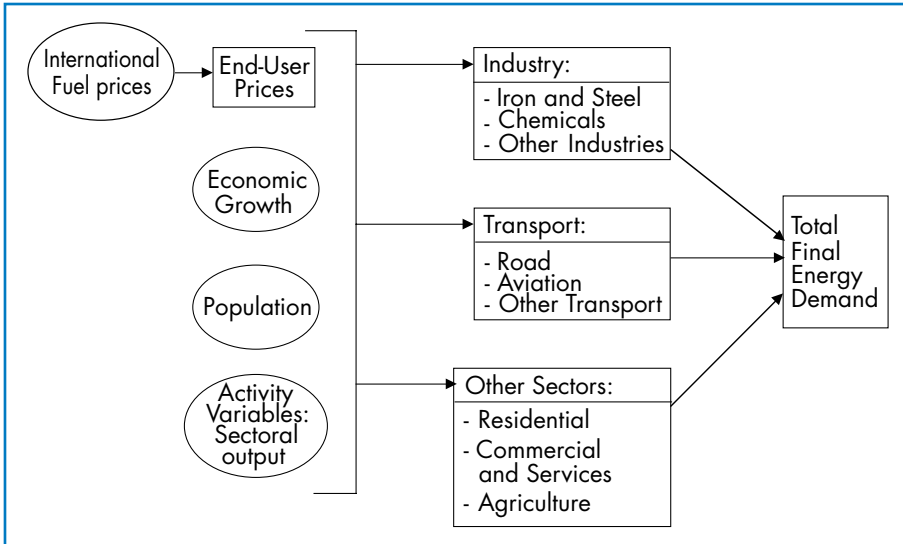 International
Fuel prices
End-User
Prices
Economic
Growth
Population
Activity
Variables:
Sectoral
output
Industry:
- Iron and Steel
- Chemicals
- Other Industries
Transport:
- Road
- Aviation
- Other Transport
Other Sectors:
- Residential
- Commercial
and Services
- Agriculture
Total
Final
Energy
Demand